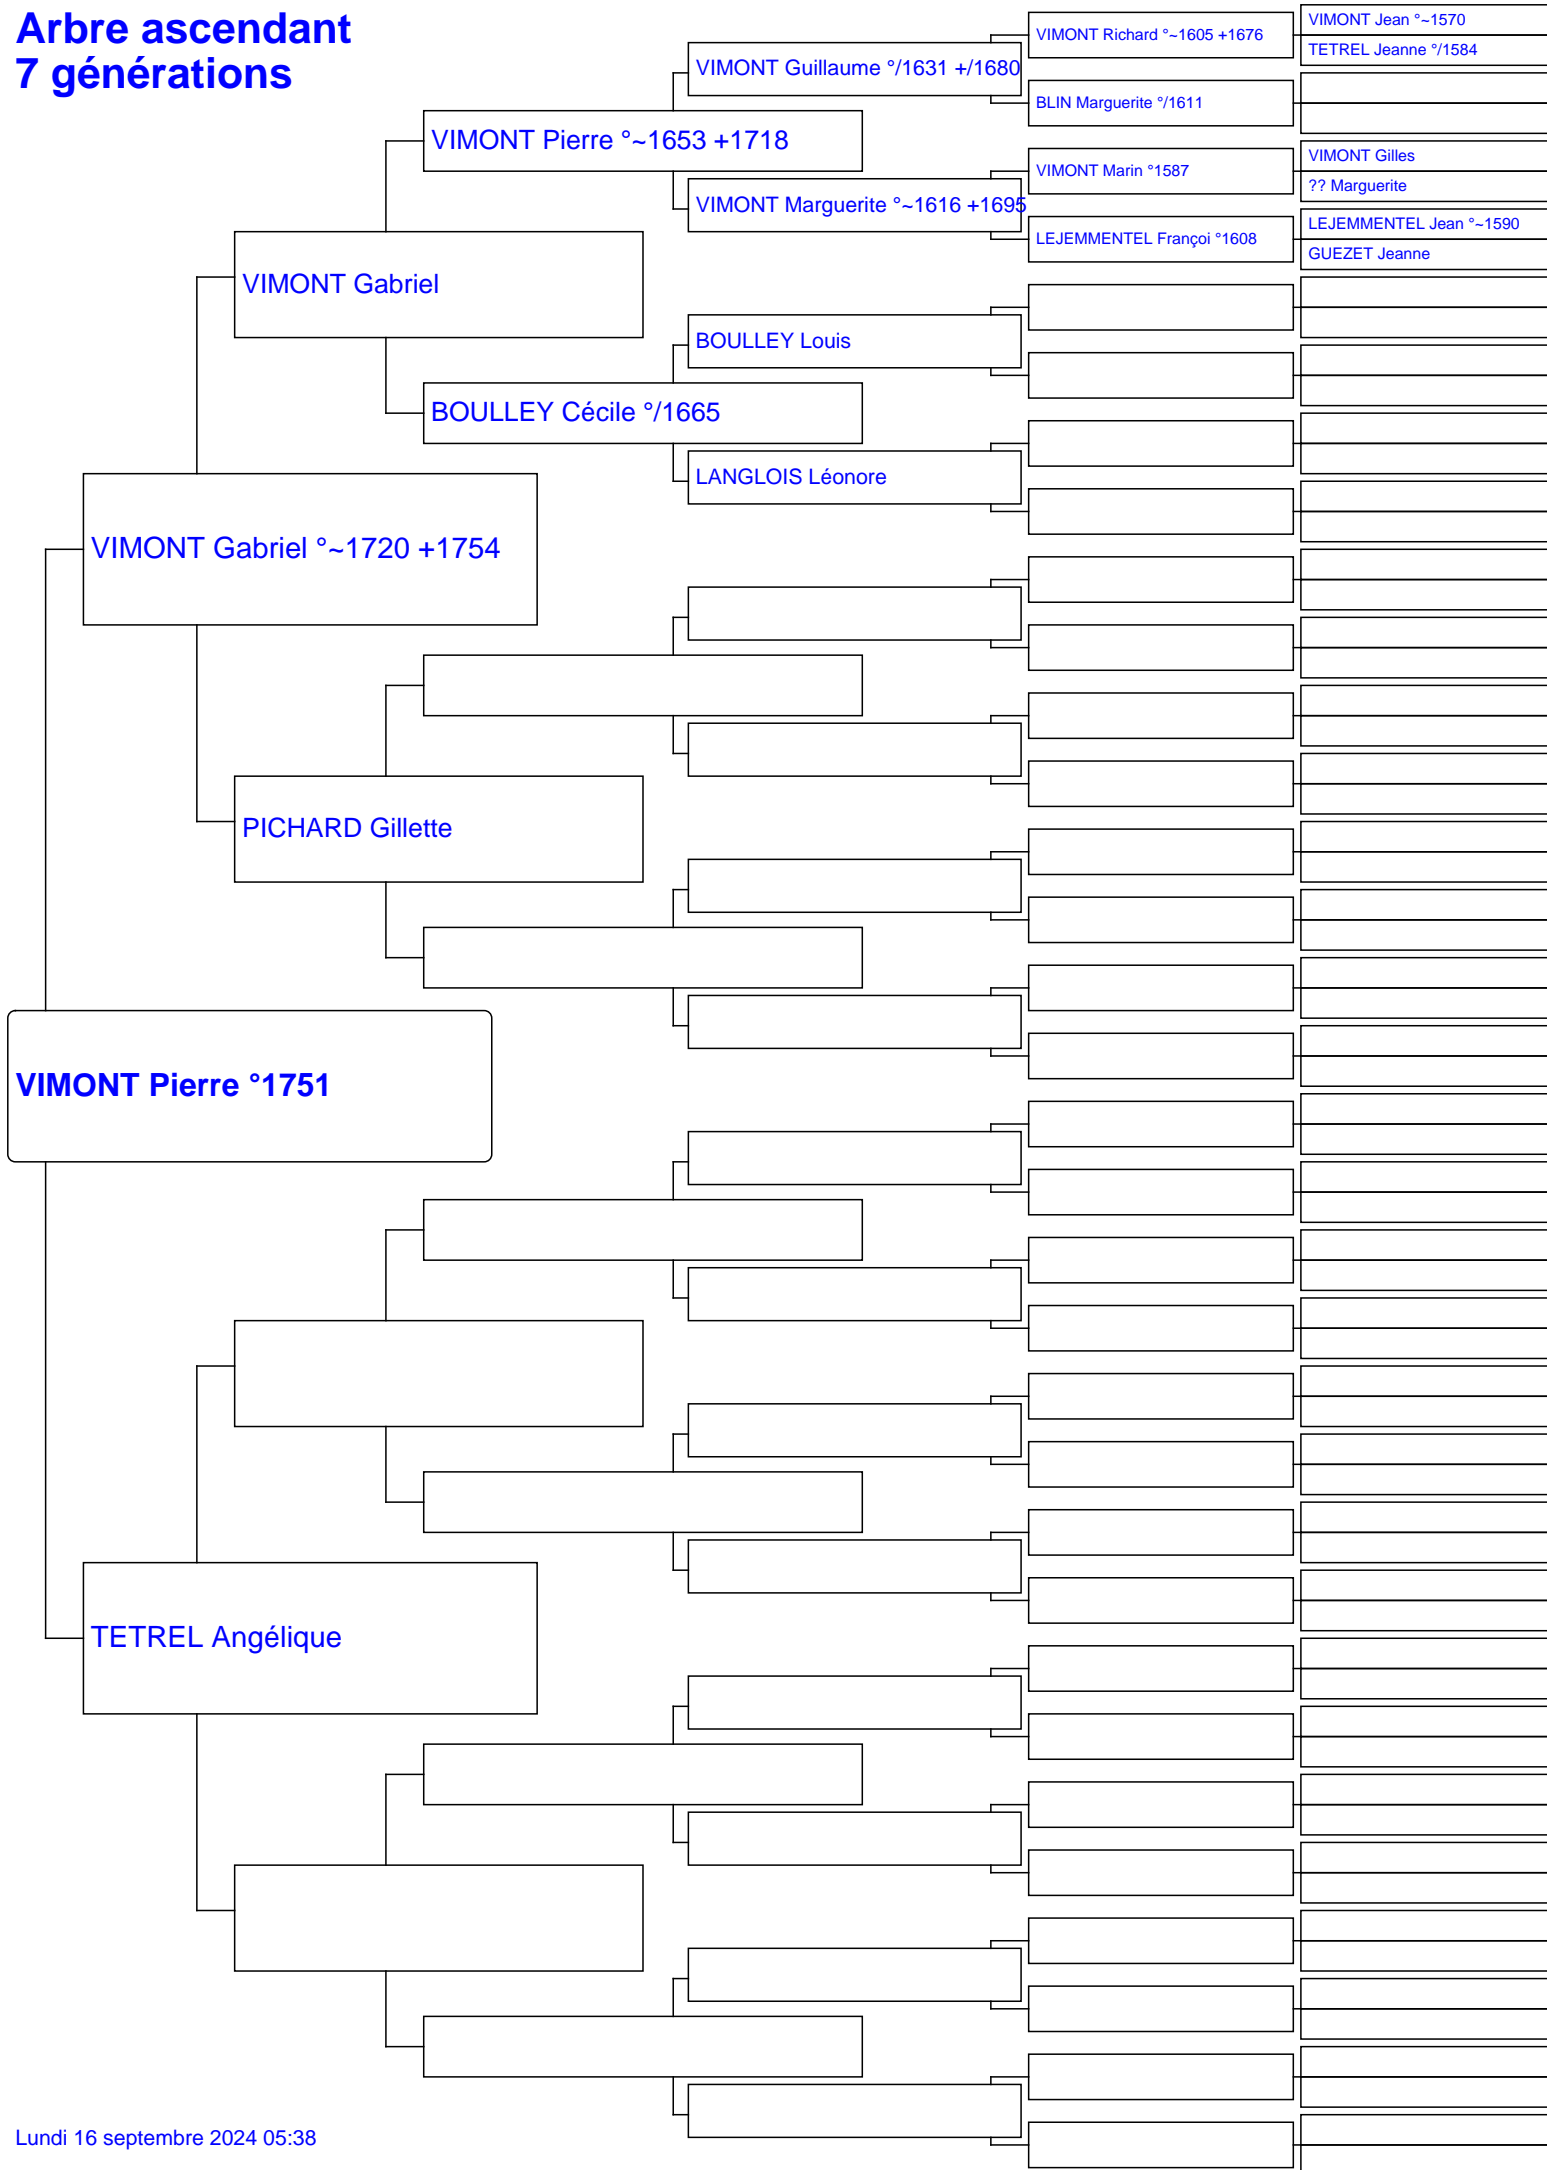 Arbre ascendant
7 générations
VIMONT Jean °~1570
VIMONT Richard °~1605 +1676
TETREL Jeanne °/1584
VIMONT Guillaume °/1631 +/1680
BLIN Marguerite °/1611
VIMONT Pierre °~1653 +1718
VIMONT Gilles
VIMONT Marin °1587
?? Marguerite
VIMONT Marguerite °~1616 +1695
LEJEMMENTEL Jean °~1590
LEJEMMENTEL Françoi °1608
GUEZET Jeanne
VIMONT Gabriel
BOULLEY Louis
BOULLEY Cécile °/1665
LANGLOIS Léonore
VIMONT Gabriel °~1720 +1754
PICHARD Gillette
VIMONT Pierre °1751
TETREL Angélique
Lundi 16 septembre 2024 05:38